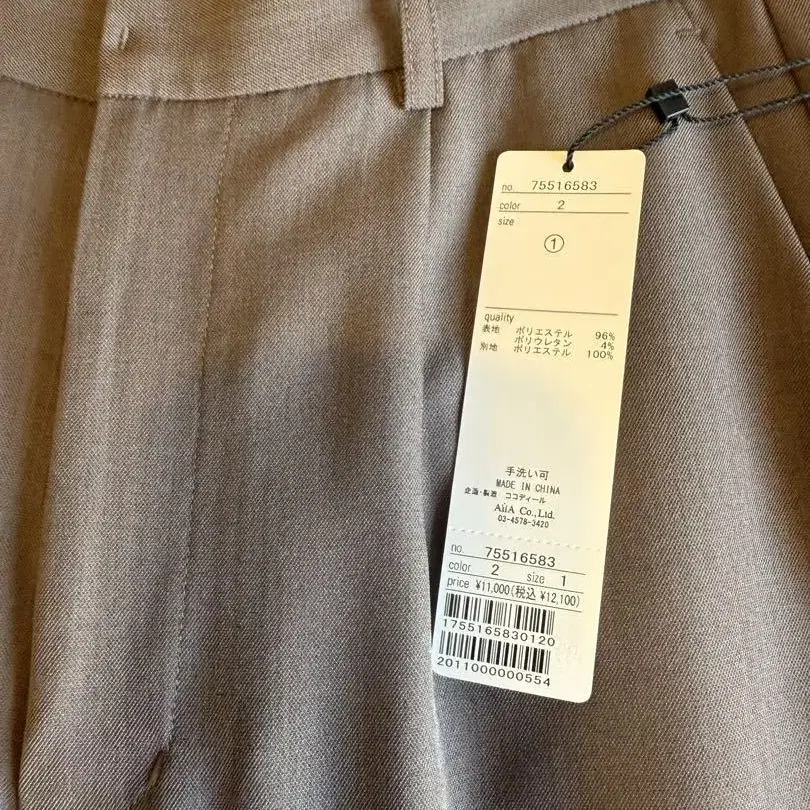 no. 75516583
color 2
size
①
quality
表地 ポリエステル 96%
ポリウレタン 4%
別地 ポリエステル 100%
手洗い可
MADE IN CHINA
企画・製造 ココディール
AiiA Co.,Ltd.
03-4578-3420
no. 75516583
color 2 size 1
price ¥11,000(税込 ¥12,100)
1755165830120
2011000000554